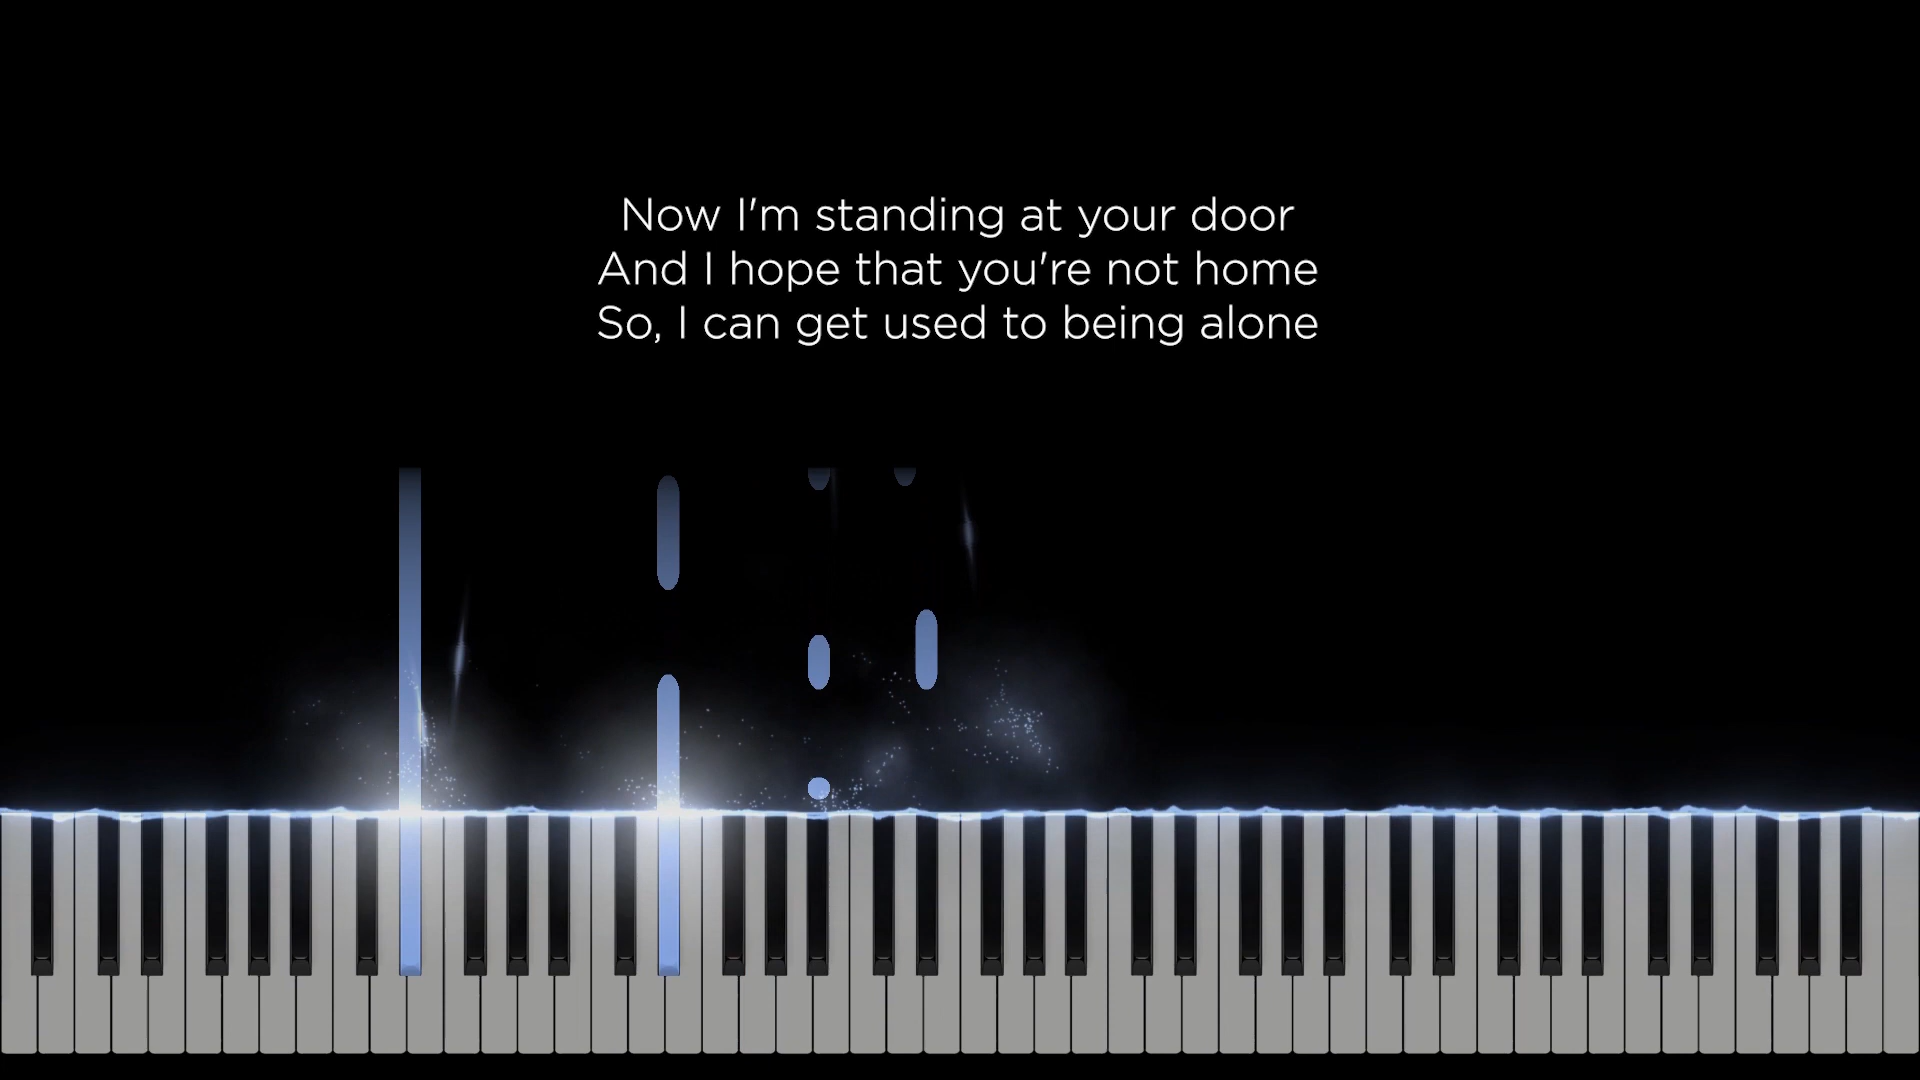 Now I'm standing at your door
And I hope that you're not home
So, I can get used to being alone